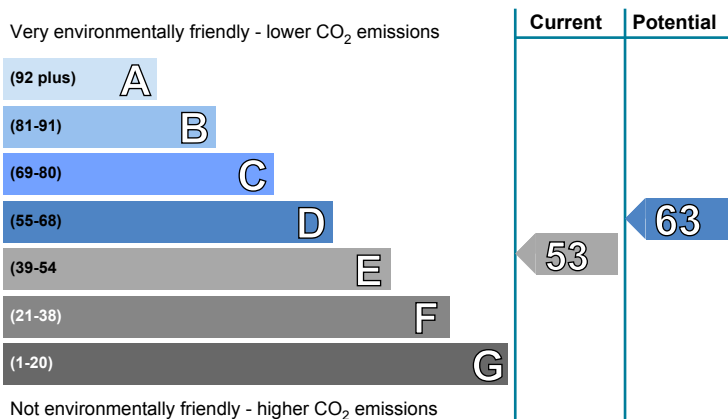 Current Potential
Very environmentally friendly - lower CO2 emissions
(92 plus) A
(81-91) B
(69-80) C
(55-68) D
63
(39-54 E
53
(21-38) F
(1-20) G
Not environmentally friendly - higher CO2 emissions